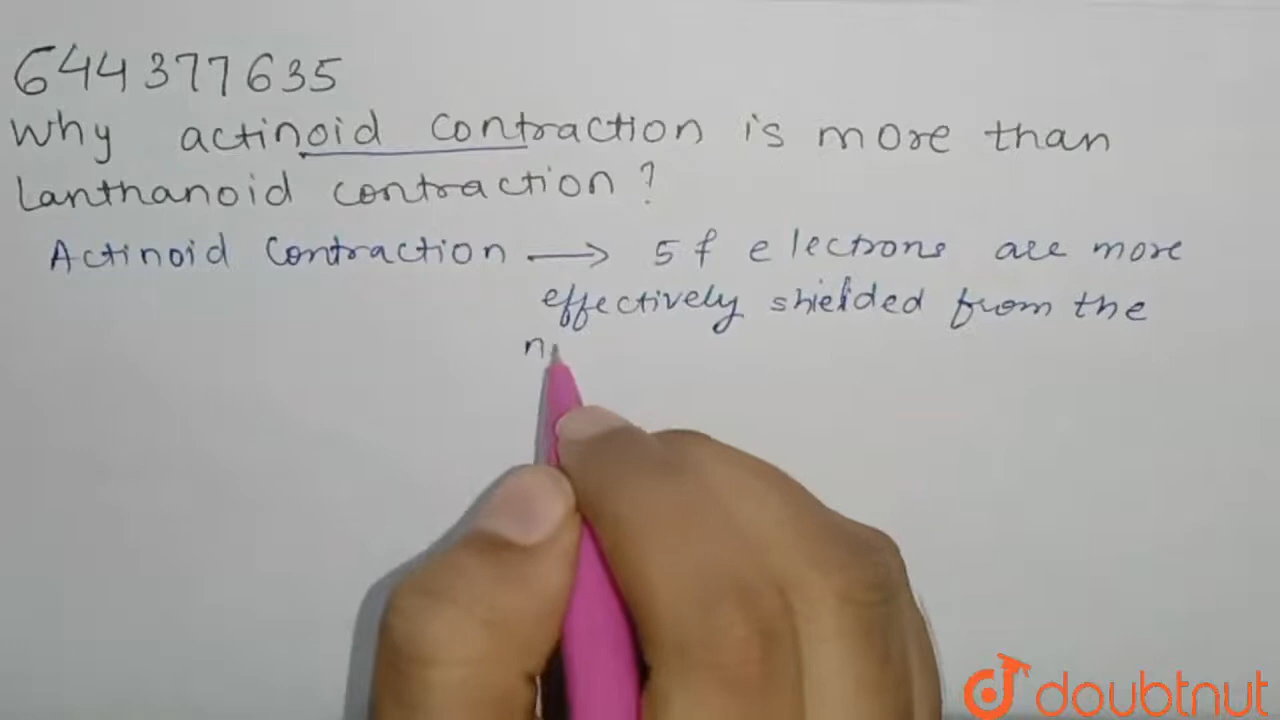 644377635
Why actinoid contraction is more than
Lanthanoid contraction?
Actinoid Contraction → 5f electrons are more
effectively shielded from the
n
doubtnut